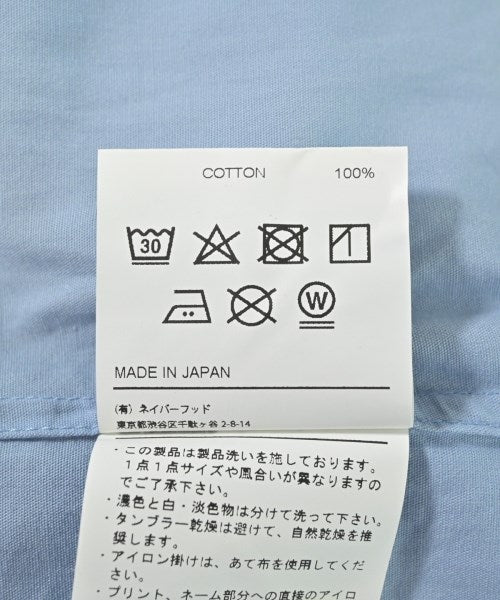 COTTON 100%
30
W
MADE IN JAPAN
(有) ネイバーフッド
東京都渋谷区千駄ヶ谷 2-8-14
・この製品は製品洗いを施しております。
1点1点サイズや風合いが異なりますの
でご了承下さい。
・濃色と白・淡色物は分けて洗って下さい。
・タンブラー乾燥は避けて、自然乾燥を推
奨します。
・アイロン掛けは、あて布を使用してくだ
さい。
・プリント、ネーム部分への直接のアイロ